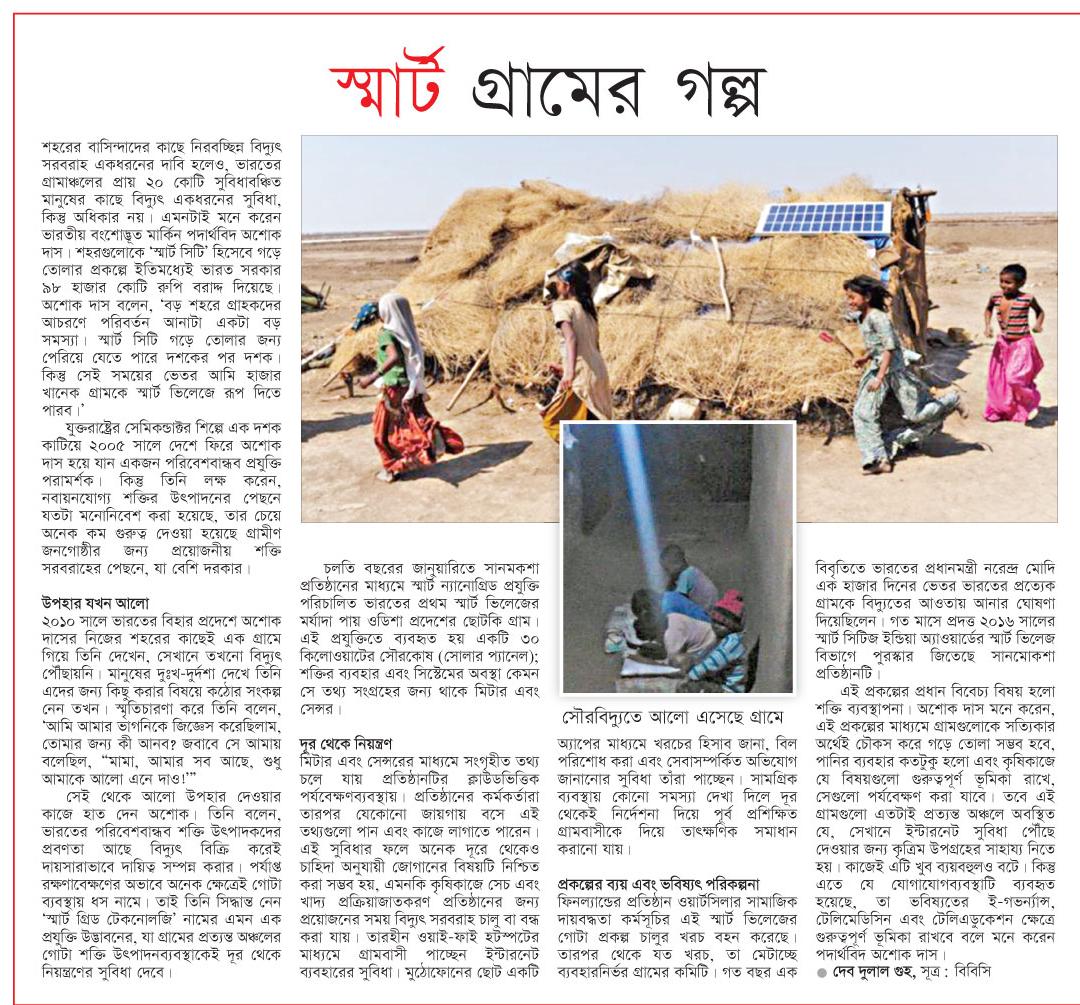 স্মার্ট গ্রামের গল্প
শহরের বাসিন্দাদের কাছে নিরবচ্ছিন্ন বিদ্যুৎ
সরবরাহ একধরনের দাবি হলেও, ভারতের
গ্রামাঞ্চলের প্রায় ২০ কোটি সুবিধাবঞ্চিত
মানুষের কাছে বিদ্যুৎ একধরনের সুবিধা,
কিন্তু অধিকার নয়। এমনটাই মনে করেন
ভারতীয় বংশোদ্ভূত মার্কিন পদার্থবিদ অশোক
দাস। শহরগুলোকে ‘স্মার্ট সিটি’ হিসেবে গড়ে
তোলার প্রকল্পে ইতিমধ্যেই ভারত সরকার
৯৮ হাজার কোটি রুপি বরাদ্দ দিয়েছে।
অশোক দাস বলেন, ‘বড় শহরে গ্রাহকদের
আচরণে পরিবর্তন আনাটা একটা বড়
সমস্যা। স্মার্ট সিটি গড়ে তোলার জন্য
পেরিয়ে যেতে পারে দশকের পর দশক।
কিন্তু সেই সময়ের ভেতর আমি হাজার
খানেক গ্রামকে স্মার্ট ভিলেজে রূপ দিতে
পারব।’
যুক্তরাষ্ট্রের সেমিকন্ডাক্টর শিল্পে এক দশক
কাটিয়ে ২০০৫ সালে দেশে ফিরে অশোক
দাস হয়ে যান একজন পরিবেশবান্ধব প্রযুক্তি
পরামর্শক। কিন্তু তিনি লক্ষ করেন,
নবায়নযোগ্য শক্তির উৎপাদনের পেছনে
যতটা মনোনিবেশ করা হয়েছে, তার চেয়ে
অনেক কম গুরুত্ব দেওয়া হয়েছে গ্রামীণ
জনগোষ্ঠীর জন্য প্রয়োজনীয় শক্তি
সরবরাহের পেছনে, যা বেশি দরকার।
উপহার যখন আলো
২০১০ সালে ভারতের বিহার প্রদেশে অশোক
দাসের নিজের শহরের কাছেই এক গ্রামে
গিয়ে তিনি দেখেন, সেখানে তখনো বিদ্যুৎ
পৌঁছায়নি। মানুষের দুঃখ-দুর্দশা দেখে তিনি
এদের জন্য কিছু করার বিষয়ে কঠোর সংকল্প
নেন তখন। স্মৃতিচারণা করে তিনি বলেন,
‘আমি আমার ভাগনিকে জিজ্ঞেস করেছিলাম,
তোমার জন্য কী আনব? জবাবে সে আমায়
বলেছিল, “মামা, আমার সব আছে, শুধু
আমাকে আলো এনে দাও!”’
সেই থেকে আলো উপহার দেওয়ার
কাজে হাত দেন অশোক। তিনি বলেন,
ভারতের পরিবেশবান্ধব শক্তি উৎপাদকদের
প্রবণতা আছে বিদ্যুৎ বিক্রি করেই
দায়সারাভাবে দায়িত্ব সম্পন্ন করার। পর্যাপ্ত
রক্ষণাবেক্ষণের অভাবে অনেক ক্ষেত্রেই গোটা
ব্যবস্থায় ধস নামে। তাই তিনি সিদ্ধান্ত নেন
‘স্মার্ট গ্রিড টেকনোলজি’ নামের এমন এক
প্রযুক্তি উদ্ভাবনের, যা গ্রামের প্রত্যন্ত অঞ্চলের
গোটা শক্তি উৎপাদনব্যবস্থাকেই দূর থেকে
নিয়ন্ত্রণের সুবিধা দেবে।
চলতি বছরের জানুয়ারিতে সানমকশা
প্রতিষ্ঠানের মাধ্যমে স্মার্ট ন্যানোগ্রিড প্রযুক্তি
পরিচালিত ভারতের প্রথম স্মার্ট ভিলেজের
মর্যাদা পায় ওডিশা প্রদেশের ছোটকি গ্রাম।
এই প্রযুক্তিতে ব্যবহৃত হয় একটি ৩০
কিলোওয়াটের সৌরকোষ (সোলার প্যানেল);
শক্তির ব্যবহার এবং সিস্টেমের অবস্থা কেমন
সে তথ্য সংগ্রহের জন্য থাকে মিটার এবং
সেন্সর।
দূর থেকে নিয়ন্ত্রণ
মিটার এবং সেন্সরের মাধ্যমে সংগৃহীত তথ্য
চলে যায় প্রতিষ্ঠানটির ক্লাউডভিত্তিক
পর্যবেক্ষণব্যবস্থায়। প্রতিষ্ঠানের কর্মকর্তারা
তারপর যেকোনো জায়গায় বসে এই
তথ্যগুলো পান এবং কাজে লাগাতে পারেন।
এই সুবিধার ফলে অনেক দূরে থেকেও
চাহিদা অনুযায়ী জোগানের বিষয়টি নিশ্চিত
করা সম্ভব হয়, এমনকি কৃষিকাজে সেচ এবং
খাদ্য প্রক্রিয়াজাতকরণ প্রতিষ্ঠানের জন্য
প্রয়োজনের সময় বিদ্যুৎ সরবরাহ চালু বা বন্ধ
করা যায়। তারহীন ওয়াই-ফাই হটস্পটের
মাধ্যমে গ্রামবাসী পাচ্ছেন ইন্টারনেট
ব্যবহারের সুবিধা। মুঠোফোনের ছোট একটি
সৌরবিদ্যুতে আলো এসেছে গ্রামে
অ্যাপের মাধ্যমে খরচের হিসাব জানা, বিল
পরিশোধ করা এবং সেবাসম্পর্কিত অভিযোগ
জানানোর সুবিধা তাঁরা পাচ্ছেন। সামগ্রিক
ব্যবস্থায় কোনো সমস্যা দেখা দিলে দূর
থেকেই নির্দেশনা দিয়ে পূর্ব প্রশিক্ষিত
গ্রামবাসীকে দিয়ে তাৎক্ষণিক সমাধান
করানো যায়।
প্রকল্পের ব্যয় এবং ভবিষ্যৎ পরিকল্পনা
ফিনল্যান্ডের প্রতিষ্ঠান ওয়ার্টসিলার সামাজিক
দায়বদ্ধতা কর্মসূচির এই স্মার্ট ভিলেজের
গোটা প্রকল্প চালুর খরচ বহন করেছে।
তারপর থেকে যত খরচ, তা মেটাচ্ছে
ব্যবহারনির্ভর গ্রামের কমিটি। গত বছর এক
বিবৃতিতে ভারতের প্রধানমন্ত্রী নরেন্দ্র মোদি
এক হাজার দিনের ভেতর ভারতের প্রত্যেক
গ্রামকে বিদ্যুতের আওতায় আনার ঘোষণা
দিয়েছিলেন। গত মাসে প্রদত্ত ২০১৬ সালের
স্মার্ট সিটিজ ইন্ডিয়া অ্যাওয়ার্ডের স্মার্ট ভিলেজ
বিভাগে পুরস্কার জিতেছে সানমোকশা
প্রতিষ্ঠানটি।
এই প্রকল্পের প্রধান বিবেচ্য বিষয় হলো
শক্তি ব্যবস্থাপনা। অশোক দাস মনে করেন,
এই প্রকল্পের মাধ্যমে গ্রামগুলোকে সত্যিকার
অর্থেই চৌকস করে গড়ে তোলা সম্ভব হবে,
পানির ব্যবহার কতটুকু হলো এবং কৃষিকাজে
যে বিষয়গুলো গুরুত্বপূর্ণ ভূমিকা রাখে,
সেগুলো পর্যবেক্ষণ করা যাবে। তবে এই
গ্রামগুলো এতটাই প্রত্যন্ত অঞ্চলে অবস্থিত
যে, সেখানে ইন্টারনেট সুবিধা পৌঁছে
দেওয়ার জন্য কৃত্রিম উপগ্রহের সাহায্য নিতে
হয়। কাজেই এটি খুব ব্যয়বহুলও বটে। কিন্তু
এতে যে যোগাযোগব্যবস্থাটি ব্যবহৃত
হয়েছে, তা ভবিষ্যতের ই-গভর্ন্যান্স,
টেলিমেডিসিন এবং টেলিএডুকেশন ক্ষেত্রে
গুরুত্বপূর্ণ ভূমিকা রাখবে বলে মনে করেন
পদার্থবিদ অশোক দাস।
● দেব দুলাল গুহ, সূত্র : বিবিসি